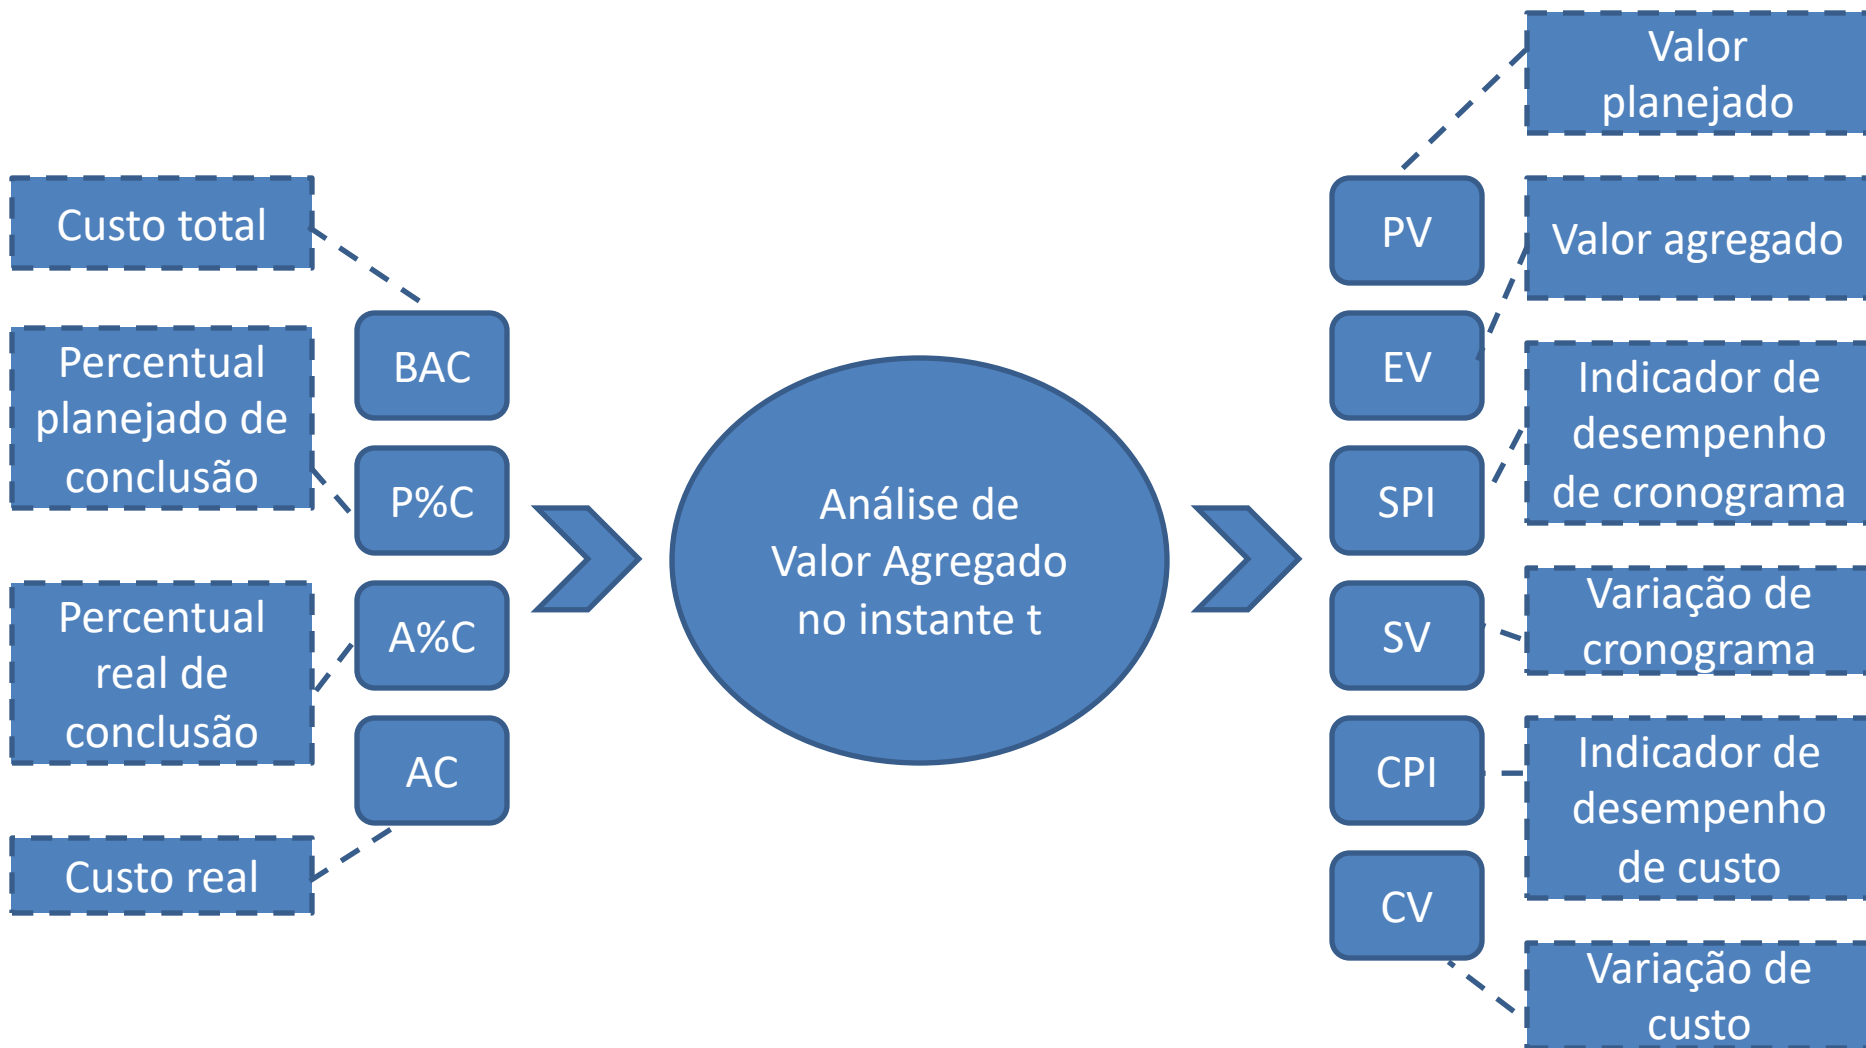 Custo total
Percentual
planejado de
conclusão
Percentual
real de
conclusão
Custo real
BAC
P%C
A%C
AC
Análise de
Valor Agregado
no instante t
PV
EV
SPI
SV
CPI
CV
Valor
planejado
Valor agregado
Indicador de
desempenho
de cronograma
Variação de
cronograma
Indicador de
desempenho
de custo
Variação de
custo